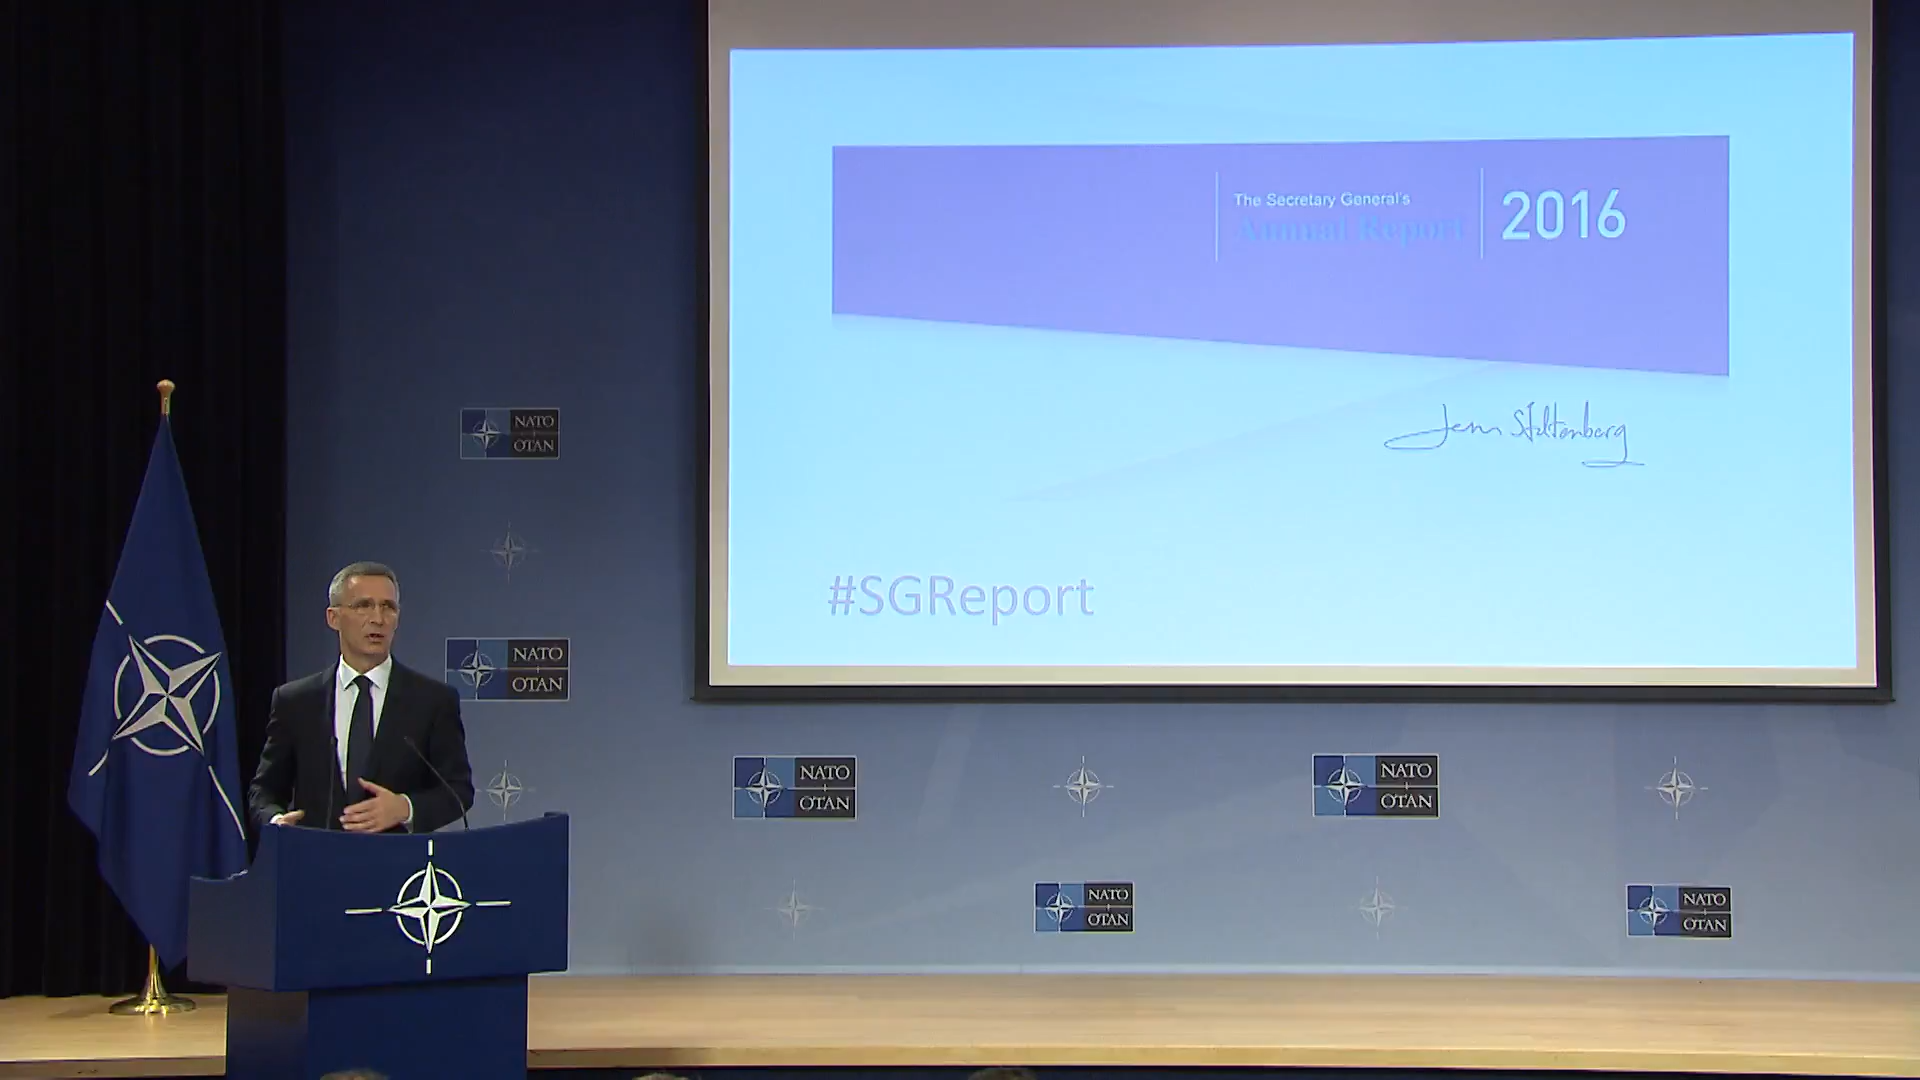 The Secretary General's
Annual Report
2016
Jens Stoltenberg
#SGReport
NATO
OTAN
NATO
OTAN
NATO
OTAN
NATO
OTAN
NATO
OTAN
NATO
OTAN